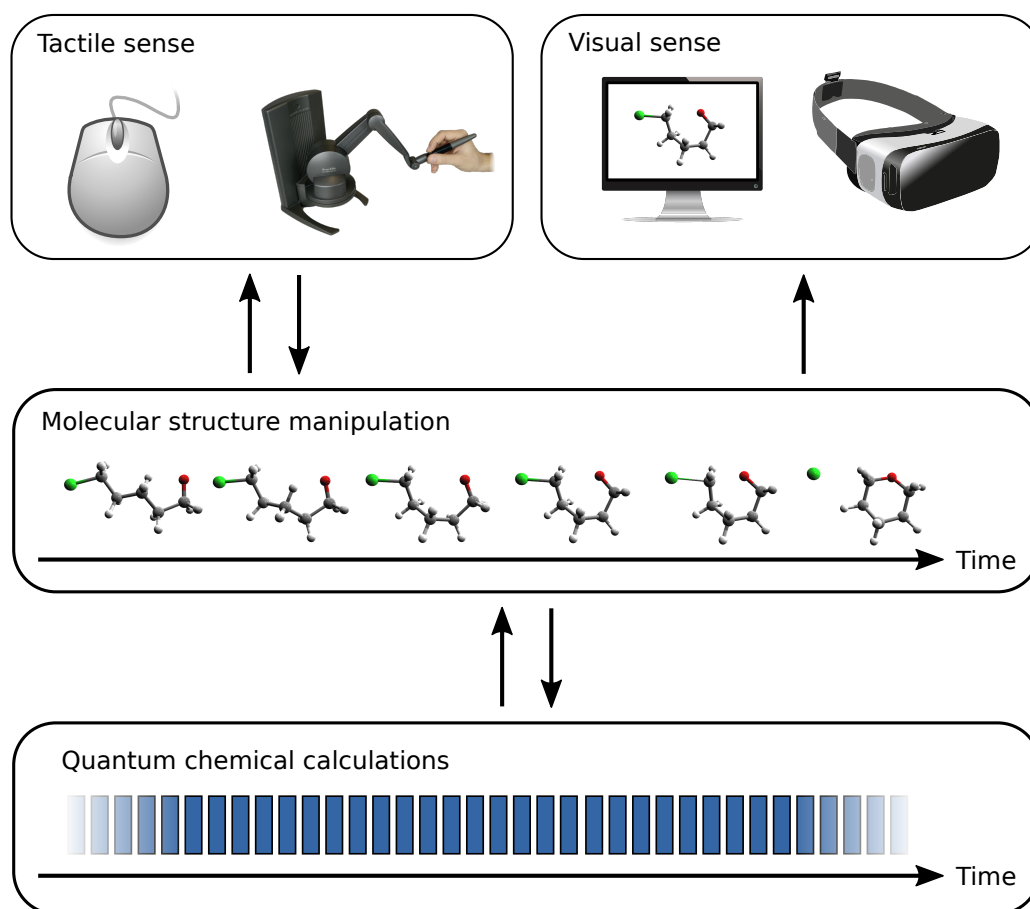 Tactile sense
Visual sense
Molecular structure manipulation
Time
Quantum chemical calculations
Time